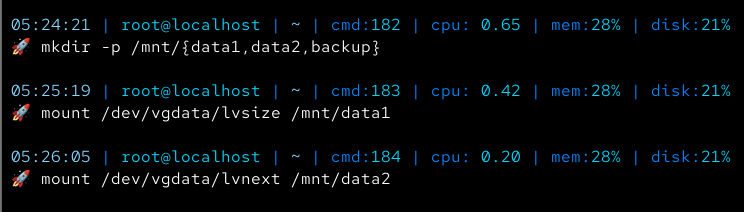 05:24:21 | root@localhost | ~ | cmd:182 | cpu: 0.65 | mem:28% | disk:21%
🚀 mkdir -p /mnt/{data1,data2,backup}
05:25:19 | root@localhost | ~ | cmd:183 | cpu: 0.42 | mem:28% | disk:21%
🚀 mount /dev/vgdata/lvsize /mnt/data1
05:26:05 | root@localhost | ~ | cmd:184 | cpu: 0.20 | mem:28% | disk:21%
🚀 mount /dev/vgdata/lvnext /mnt/data2